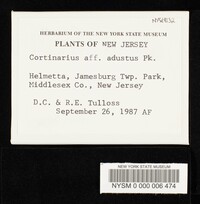 HERBARIUM OF THE NEW YORK STATE MUSEUM
PLANTS OF NEW JERSEY
Cortinarius aff. adustus Pk.
Helmetta, Jamesburg Twp. Park,
Middlesex Co., New Jersey
D.C. & R.E. Tulloss
September 26, 1987 AF
NEW YORK STATE MUSEUM
NYSM 0 000 006 474